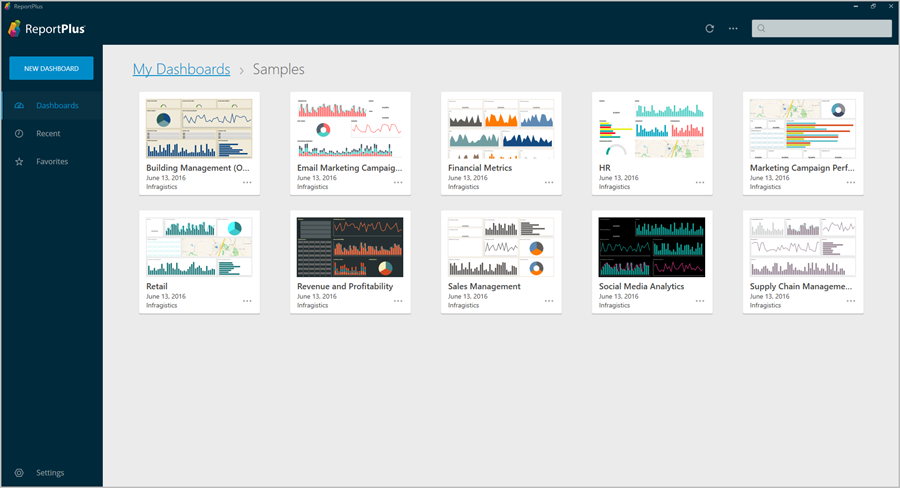 ReportPlus
ReportPlus
NEW DASHBOARD
Dashboards
Recent
Favorites
Settings
My Dashboards > Samples
Building Management (O...
June 13, 2016
Infragistics
Email Marketing Campaig...
June 13, 2016
Infragistics
Financial Metrics
June 13, 2016
Infragistics
HR
June 13, 2016
Infragistics
Marketing Campaign Perf...
June 13, 2016
Infragistics
Retail
June 13, 2016
Infragistics
Revenue and Profitability
June 13, 2016
Infragistics
Sales Management
June 13, 2016
Infragistics
Social Media Analytics
June 13, 2016
Infragistics
Supply Chain Manageme...
June 13, 2016
Infragistics